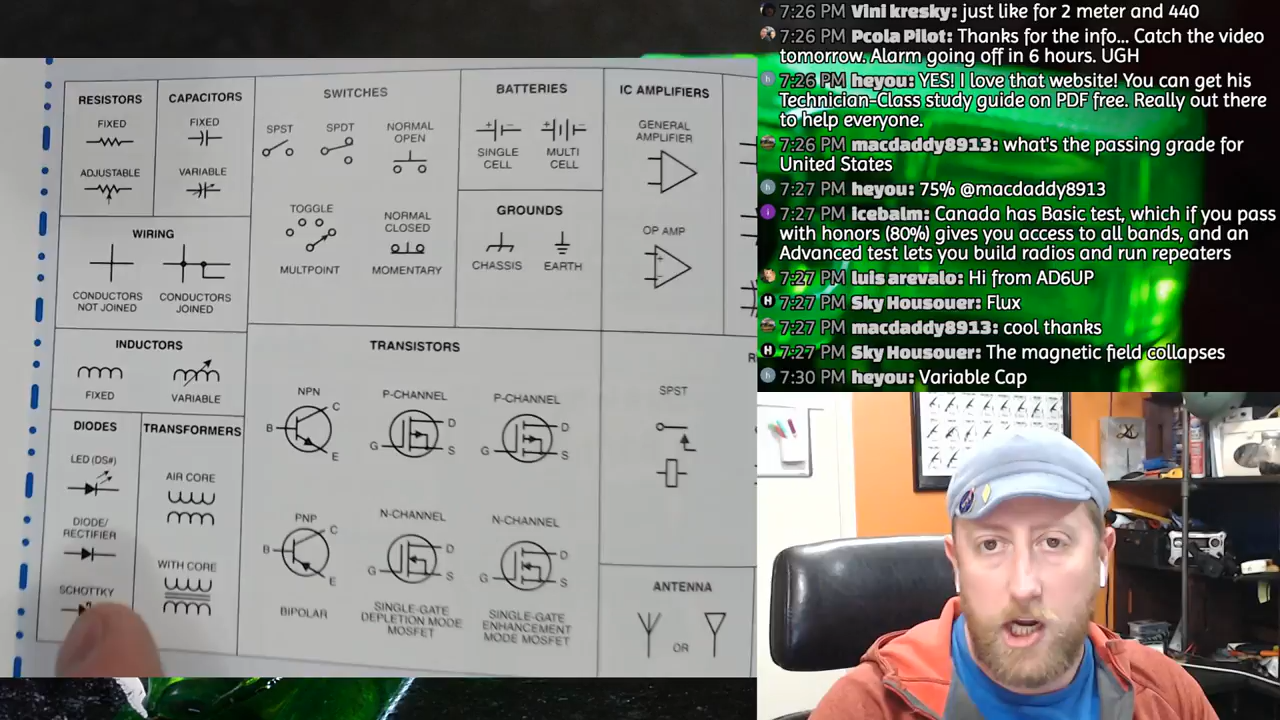 RESISTORS
FIXED
ADJUSTABLE
CAPACITORS
FIXED
VARIABLE
SWITCHES
SPST
SPDT
NORMAL
OPEN
TOGGLE
MULTPOINT
NORMAL
CLOSED
MOMENTARY
BATTERIES
SINGLE
CELL
MULTI
CELL
GROUNDS
CHASSIS
EARTH
IC AMPLIFIERS
GENERAL
AMPLIFIER
OP AMP
WIRING
CONDUCTORS
NOT JOINED
CONDUCTORS
JOINED
INDUCTORS
FIXED
VARIABLE
DIODES
LED (DS#)
DIODE/
RECTIFIER
SCHOTTKY
TRANSFORMERS
AIR CORE
WITH CORE
TRANSISTORS
NPN
B
C
E
P-CHANNEL
G
D
S
P-CHANNEL
G
D
S
PNP
B
C
E
BIPOLAR
N-CHANNEL
G
D
S
SINGLE-GATE
DEPLETION MODE
MOSFET
N-CHANNEL
G
D
S
SINGLE-GATE
ENHANCEMENT
MODE MOSFET
R
SPST
ANTENNA
OR
7:26 PM Vini kresky: just like for 2 meter and 440
7:26 PM Pcola Pilot: Thanks for the info... Catch the video
tomorrow. Alarm going off in 6 hours. UGH
h 7:26 PM heyou: YES! I love that website! You can get his
Technician-Class study guide on PDF free. Really out there
to help everyone.
7:26 PM macdaddy8913: what's the passing grade for
United States
h 7:27 PM heyou: 75% @macdaddy8913
i 7:27 PM icebalm: Canada has Basic test, which if you pass
with honors (80%) gives you access to all bands, and an
Advanced test lets you build radios and run repeaters
7:27 PM luis arevalo: Hi from AD6UP
H 7:27 PM Sky Housouer: Flux
7:27 PM macdaddy8913: cool thanks
H 7:27 PM Sky Housouer: The magnetic field collapses
h 7:30 PM heyou: Variable Cap